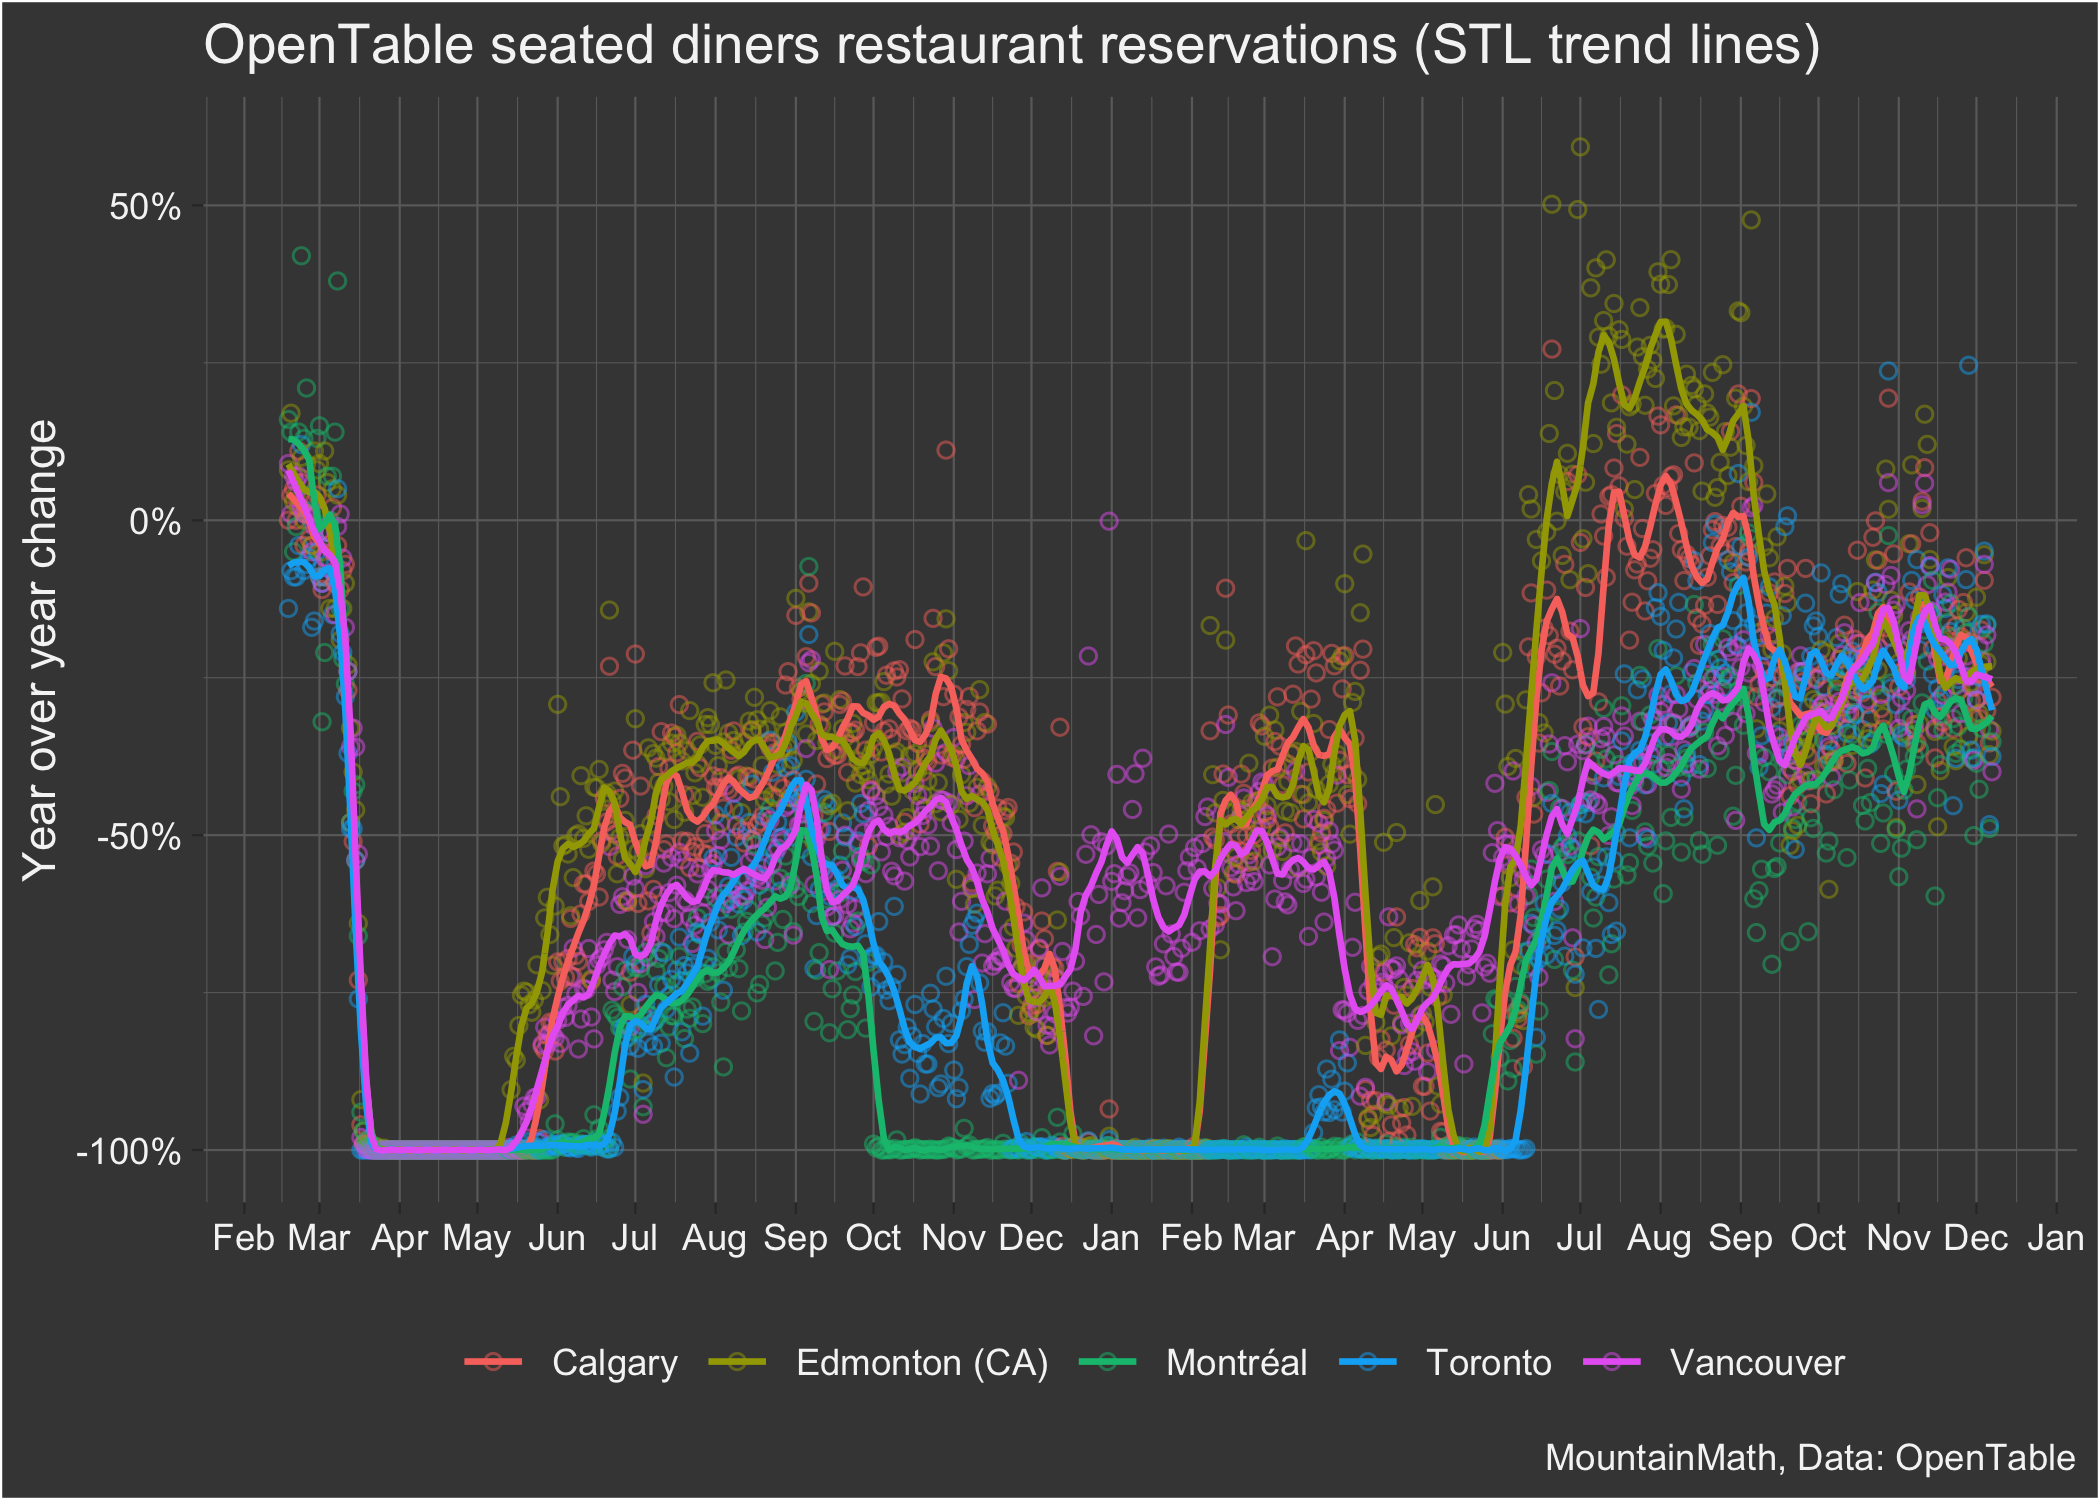 OpenTable seated diners restaurant reservations (STL trend lines)
Year over year change
50%
0%
-50%
-100%
Feb Mar Apr May Jun Jul Aug Sep Oct Nov Dec Jan Feb Mar Apr May Jun Jul Aug Sep Oct Nov Dec Jan
Calgary Edmonton (CA) Montréal Toronto Vancouver
MountainMath, Data: OpenTable